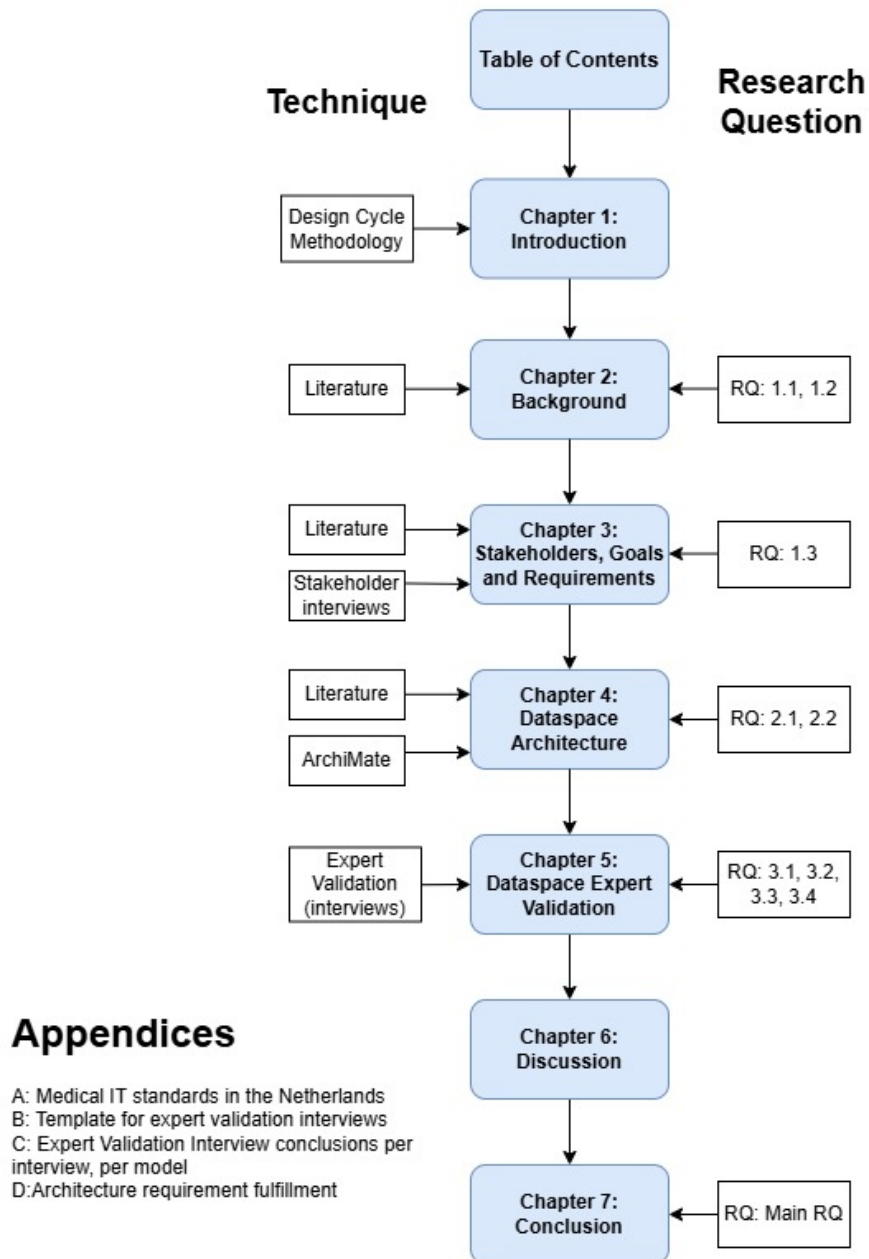 Table of Contents
Technique
Research
Question
Design Cycle
Methodology
Chapter 1:
Introduction
Literature
Chapter 2:
Background
RQ: 1.1, 1.2
Literature
Stakeholder
interviews
Chapter 3:
Stakeholders, Goals
and Requirements
RQ: 1.3
Literature
ArchiMate
Chapter 4:
Dataspace
Architecture
RQ: 2.1, 2.2
Expert
Validation
(interviews)
Chapter 5:
Dataspace Expert
Validation
RQ: 3.1, 3.2,
3.3, 3.4
Chapter 6:
Discussion
Appendices
A: Medical IT standards in the Netherlands
B: Template for expert validation interviews
C: Expert Validation Interview conclusions per
interview, per model
D:Architecture requirement fulfillment
Chapter 7:
Conclusion
RQ: Main RQ